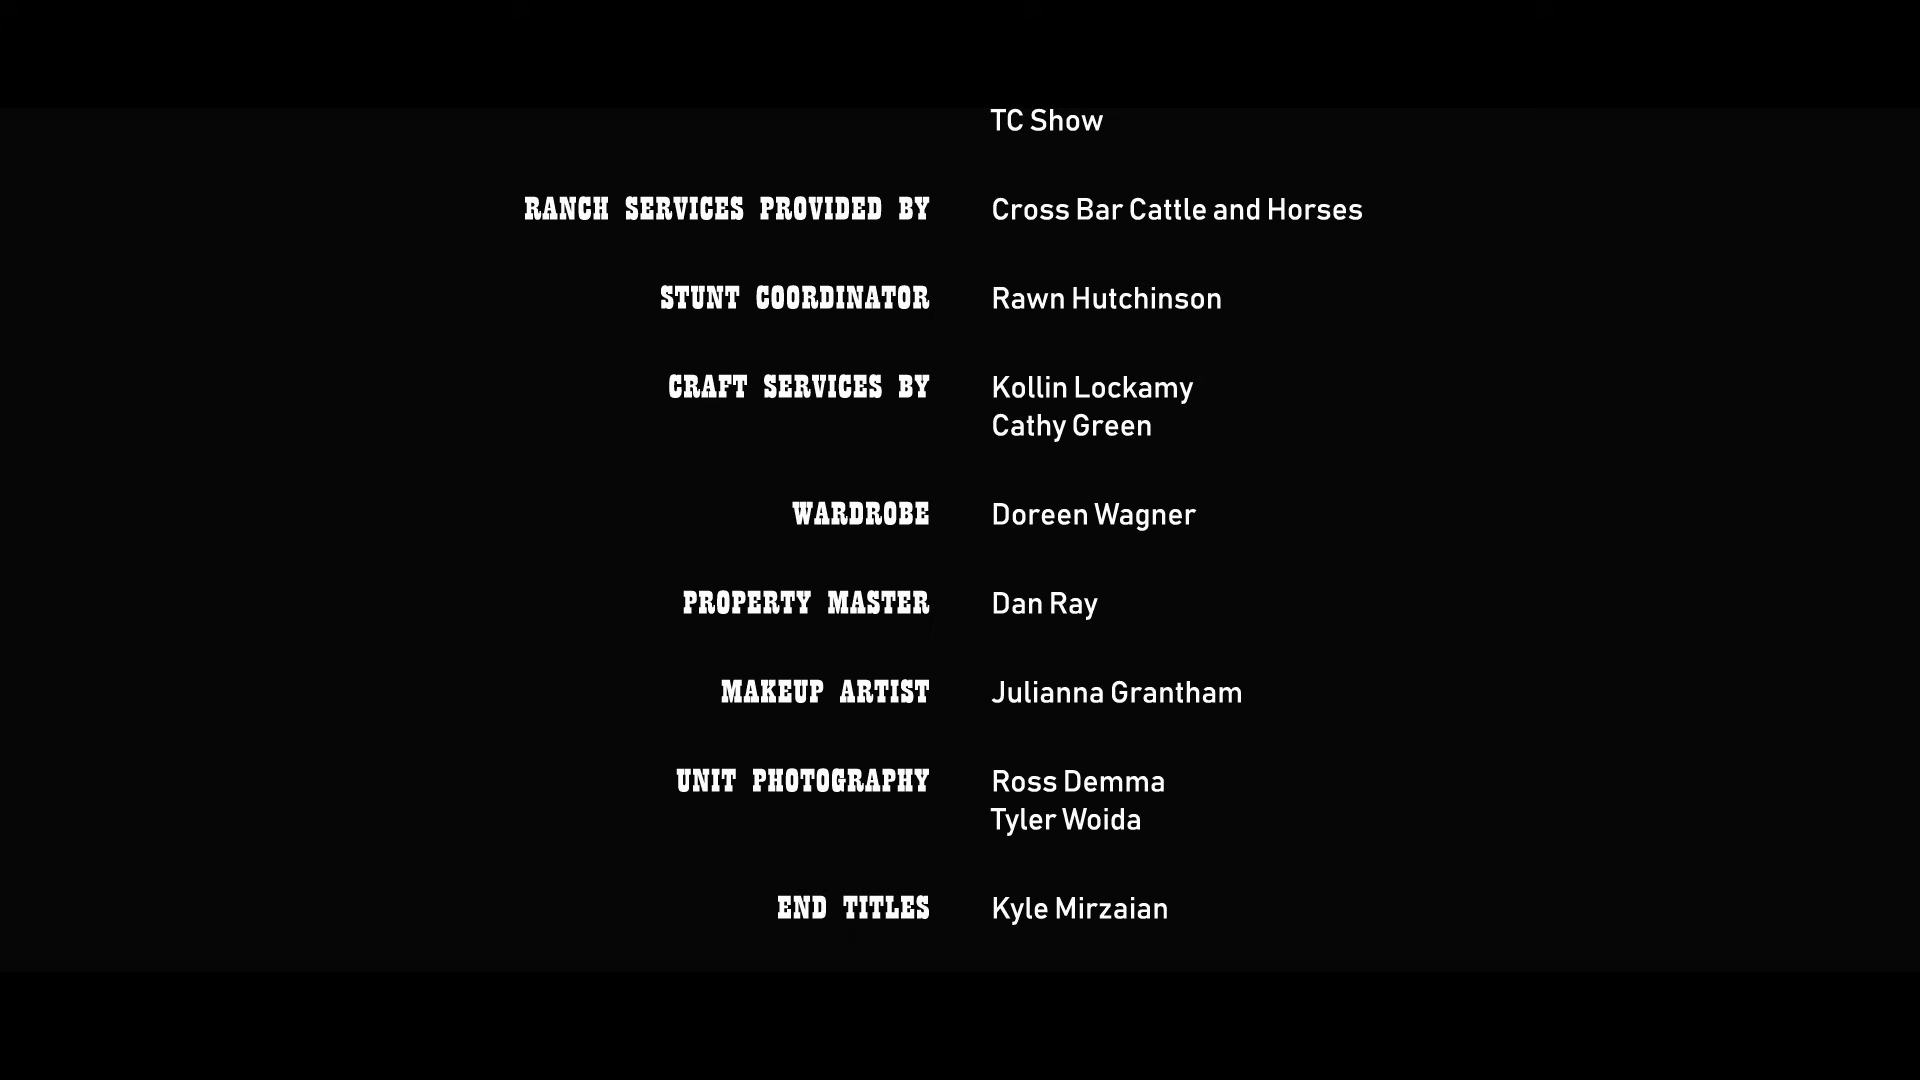 TC Show
RANCH SERVICES PROVIDED BY Cross Bar Cattle and Horses
STUNT COORDINATOR Rawn Hutchinson
CRAFT SERVICES BY Kollin Lockamy
Cathy Green
WARDROBE Doreen Wagner
PROPERTY MASTER Dan Ray
MAKEUP ARTIST Julianna Grantham
UNIT PHOTOGRAPHY Ross Demma
Tyler Woida
END TITLES Kyle Mirzaian